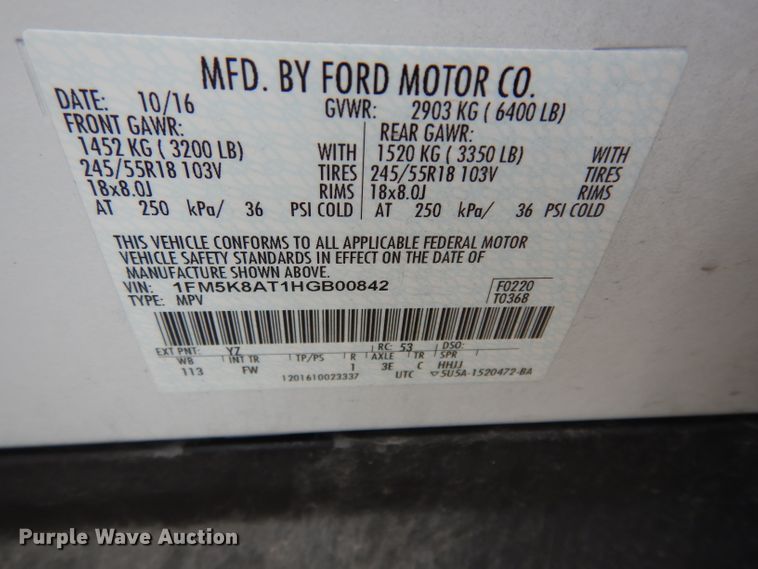 MFD. BY FORD MOTOR CO.
DATE: 10/16 GVWR: 2903 KG ( 6400 LB)
FRONT GAWR: REAR GAWR:
1452 KG ( 3200 LB) WITH 1520 KG ( 3350 LB) WITH
245/55R18 103V TIRES 245/55R18 103V TIRES
18x8.0J RIMS 18x8.0J RIMS
AT 250 kPa/ 36 PSI COLD AT 250 kPa/ 36 PSI COLD
THIS VEHICLE CONFORMS TO ALL APPLICABLE FEDERAL MOTOR
VEHICLE SAFETY STANDARDS IN EFFECT ON THE DATE OF
MANUFACTURE SHOWN ABOVE.
VIN: 1FM5K8AT1HGB00842 F0220
TYPE: MPV T0368
EXT PNT: YZ RC: 53 DSO:
WB INT TR TP/PS R AXLE TR SPR
113 FW 1 3E C HHJJ
1201610023337 UTC ▽5U5A-1520472-BA
Purple Wave Auction